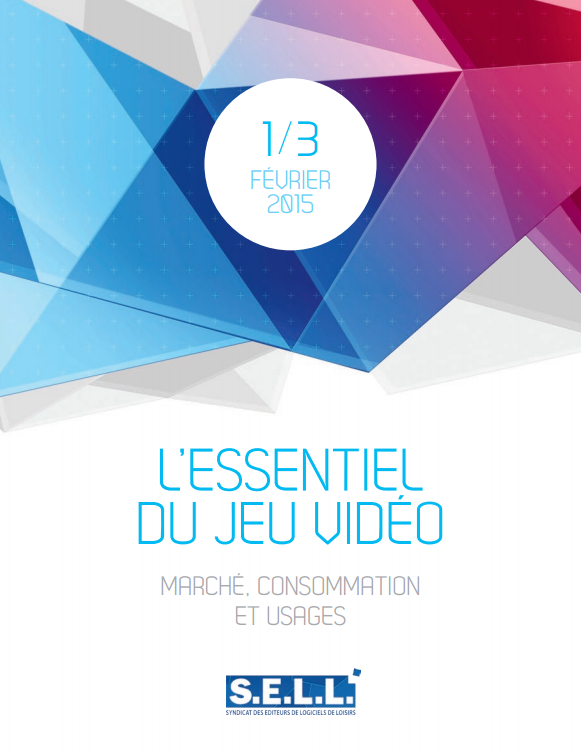 1/3
FÉVRIER
2015
L'ESSENTIEL
DU JEU VIDÉO
MARCHÉ, CONSOMMATION
ET USAGES
S.E.L.L.
SYNDICAT DES EDITEURS DE LOGICIELS DE LOISIRS